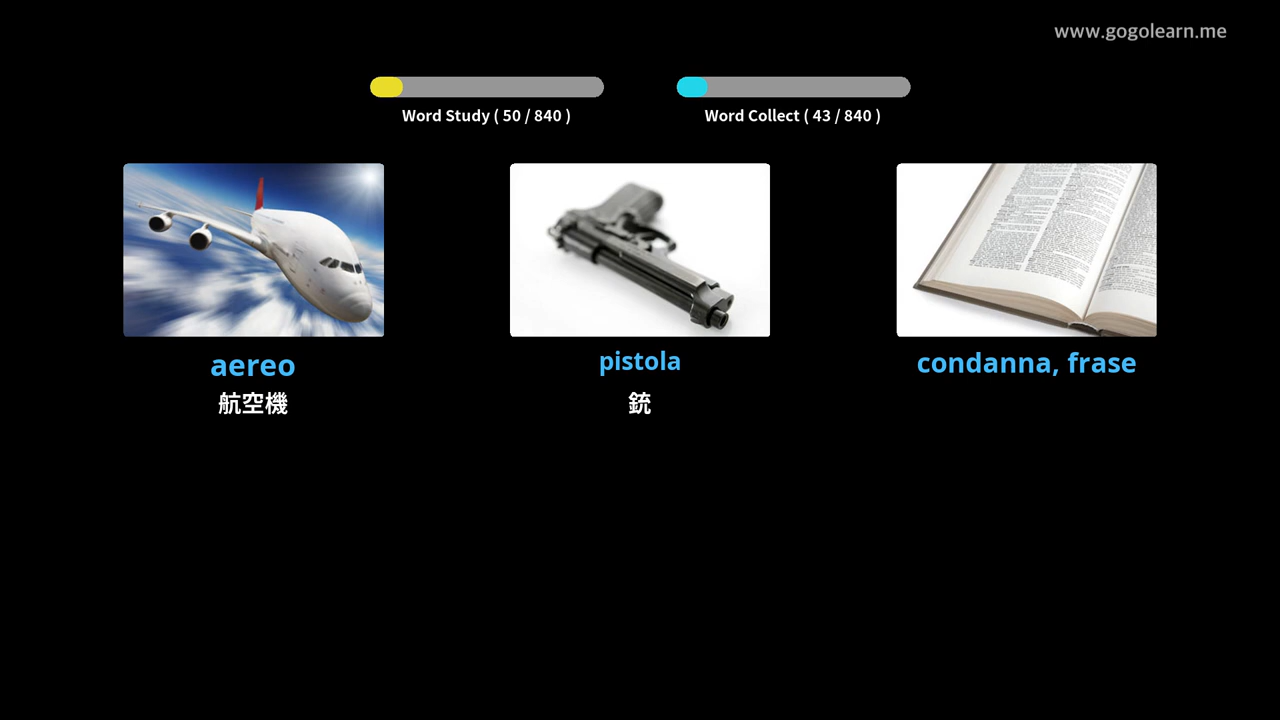 www.gogolearn.me
Word Study ( 50 / 840 )
Word Collect ( 43 / 840 )
aereo
航空機
pistola
銃
condanna, frase